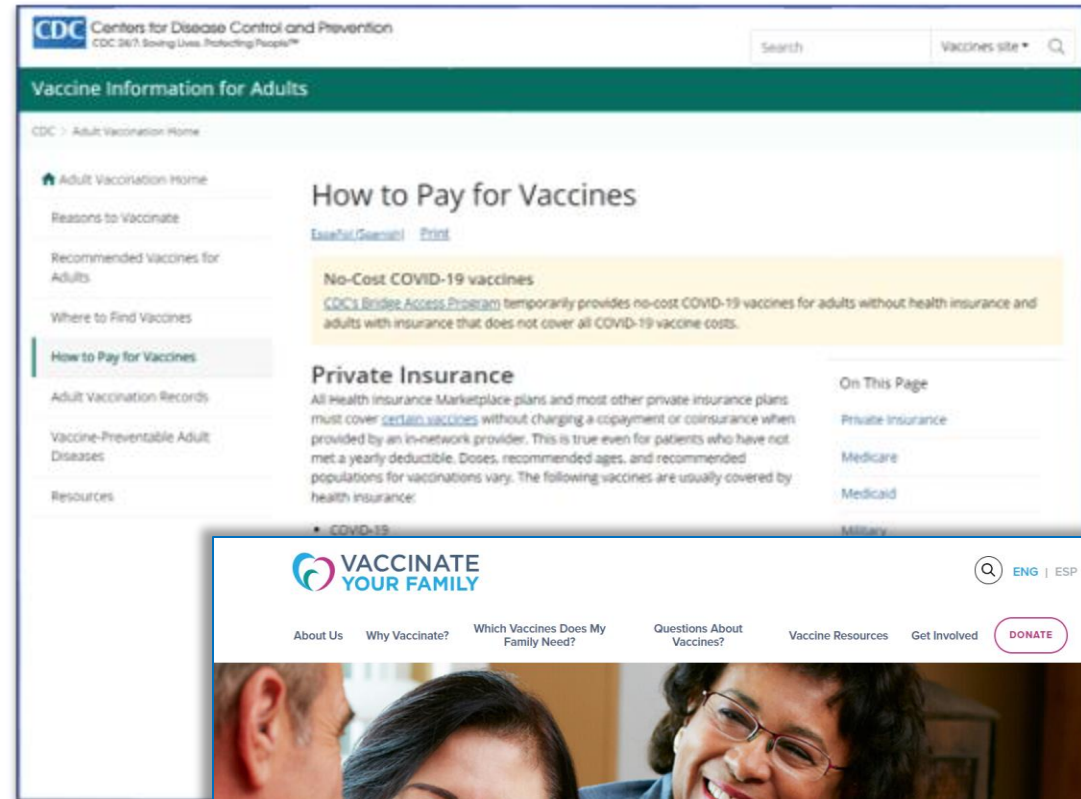 CDC Centers for Disease Control and Prevention
CDC 24/7: Saving Lives. Protecting People™
Search
Vaccines site
Vaccine Information for Adults
CDC > Adult Vaccination Home
Adult Vaccination Home
Reasons to Vaccinate
Recommended Vaccines for
Adults
Where to Find Vaccines
How to Pay for Vaccines
Adult Vaccination Records
Vaccine-Preventable Adult
Diseases
Resources
How to Pay for Vaccines
Español (Spanish) Print
No-Cost COVID-19 vaccines
CDC's Bridge Access Program temporarily provides no-cost COVID-19 vaccines for adults without health insurance and
adults with insurance that does not cover all COVID-19 vaccine costs.
Private Insurance
All Health Insurance Marketplace plans and most other private insurance plans
must cover certain vaccines without charging a copayment or coinsurance when
provided by an in-network provider. This is true even for patients who have not
met a yearly deductible. Doses, recommended ages, and recommended
populations for vaccinations vary. The following vaccines are usually covered by
health insurance:
• COVID-19
On This Page
Private Insurance
Medicare
Medicaid
Military
VACCINATE
YOUR FAMILY
ENG | ESP
About Us
Why Vaccinate?
Which Vaccines Does My
Family Need?
Questions About
Vaccines?
Vaccine Resources
Get Involved
DONATE